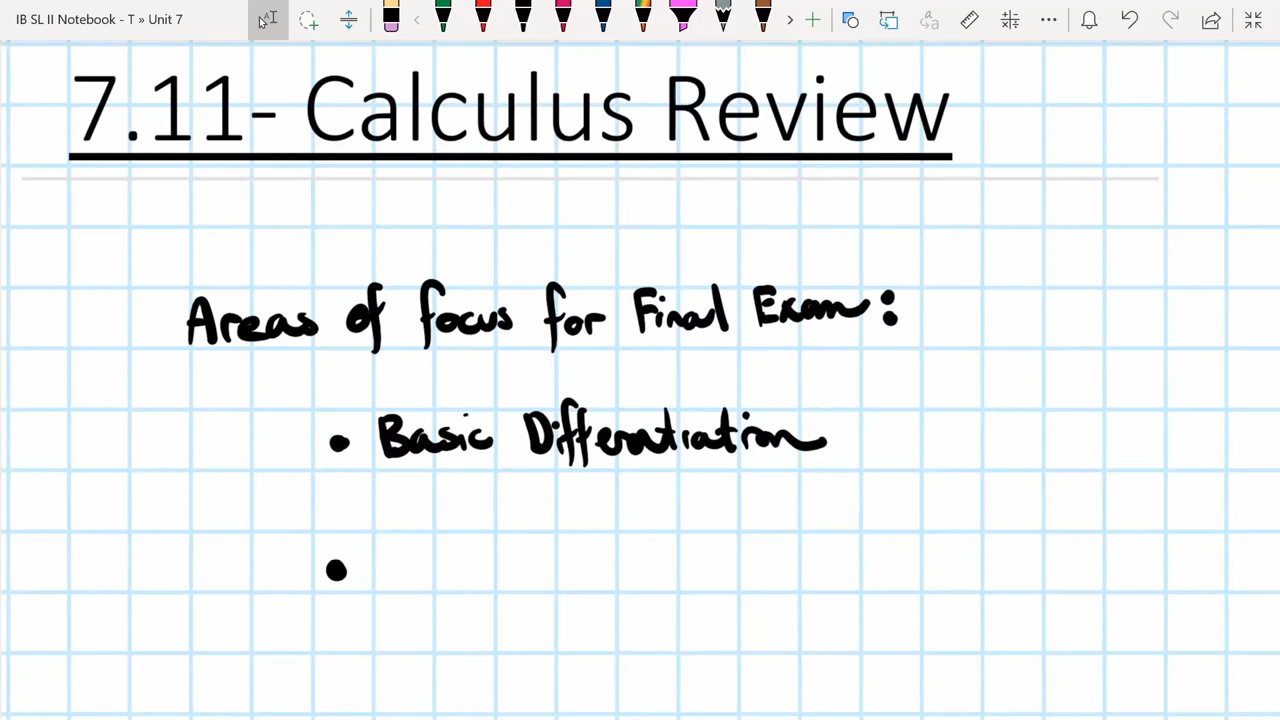 IB SL II Notebook - T » Unit 7
7.11- Calculus Review
Areas of focus for Final Exam:
• Basic Differentiation
•